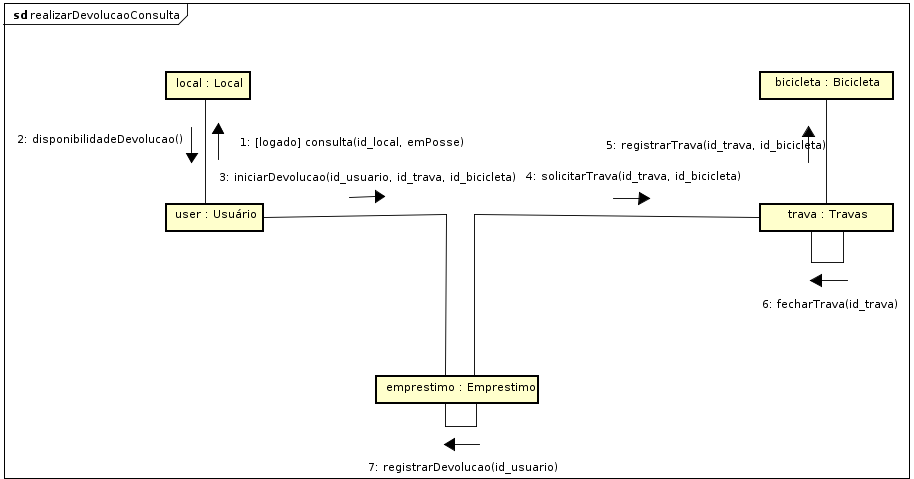 sd realizarDevolucaoConsulta
local : Local
bicicleta : Bicicleta
2: disponibilidadeDevolucao()
1: [logado] consulta(id_local, emPosse)
5: registrarTrava(id_trava, id_bicicleta)
3: iniciarDevolucao(id_usuario, id_trava, id_bicicleta)
4: solicitarTrava(id_trava, id_bicicleta)
user : Usuário
trava : Travas
6: fecharTrava(id_trava)
emprestimo : Emprestimo
7: registrarDevolucao(id_usuario)